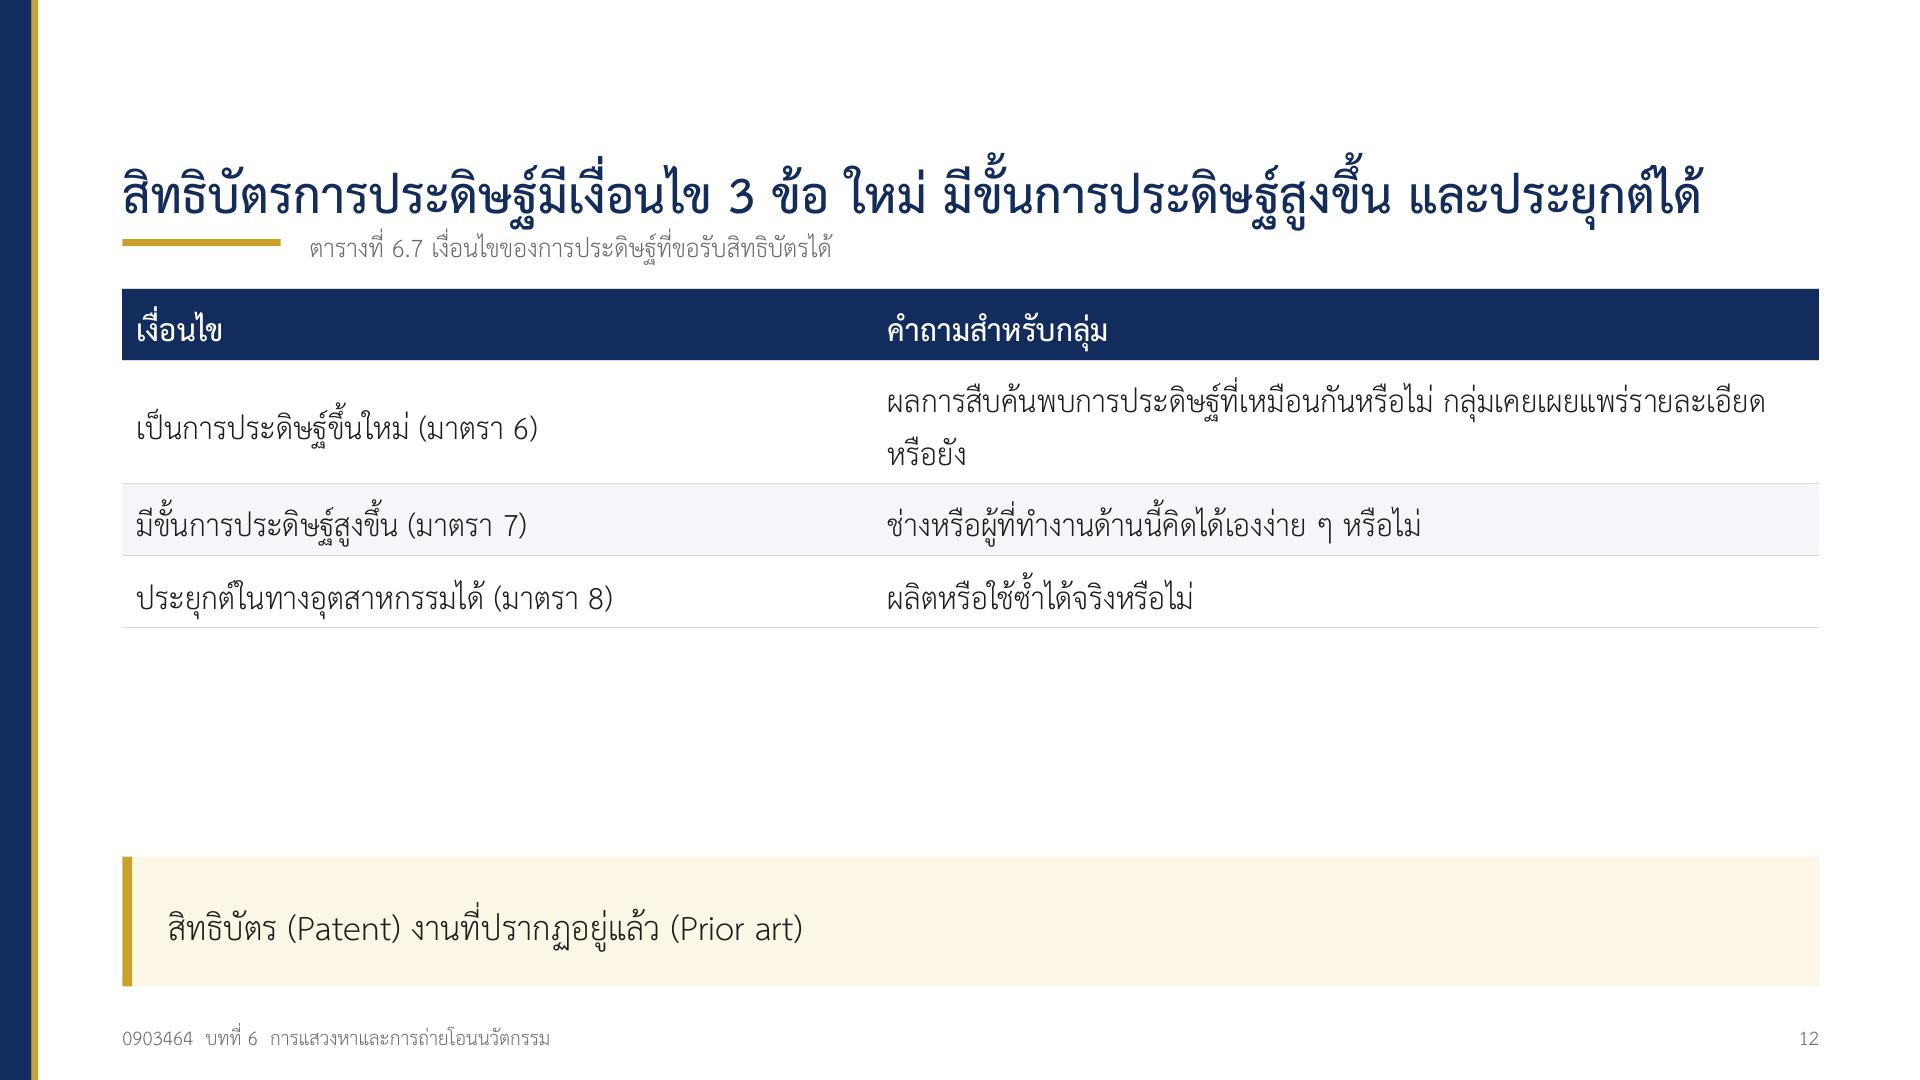 สิทธิบัตรการประดิษฐ์มีเงื่อนไข 3 ข้อ ใหม่ มีขั้นการประดิษฐ์สูงขึ้น และประยุกต์ได้
ตารางที่ 6.7 เงื่อนไขของการประดิษฐ์ที่ขอรับสิทธิบัตรได้
เงื่อนไข คำถามสำหรับกลุ่ม
เป็นการประดิษฐ์ขึ้นใหม่ (มาตรา 6) ผลการสืบค้นพบการประดิษฐ์ที่เหมือนกันหรือไม่ กลุ่มเคยเผยแพร่รายละเอียด
หรือยัง
มีขั้นการประดิษฐ์สูงขึ้น (มาตรา 7) ช่างหรือผู้ที่ทำงานด้านนี้คิดได้เองง่าย ๆ หรือไม่
ประยุกต์ในทางอุตสาหกรรมได้ (มาตรา 8) ผลิตหรือใช้ซ้ำได้จริงหรือไม่
สิทธิบัตร (Patent) งานที่ปรากฏอยู่แล้ว (Prior art)
0903464 บทที่ 6 การแสวงหาและการถ่ายโอนนวัตกรรม 12